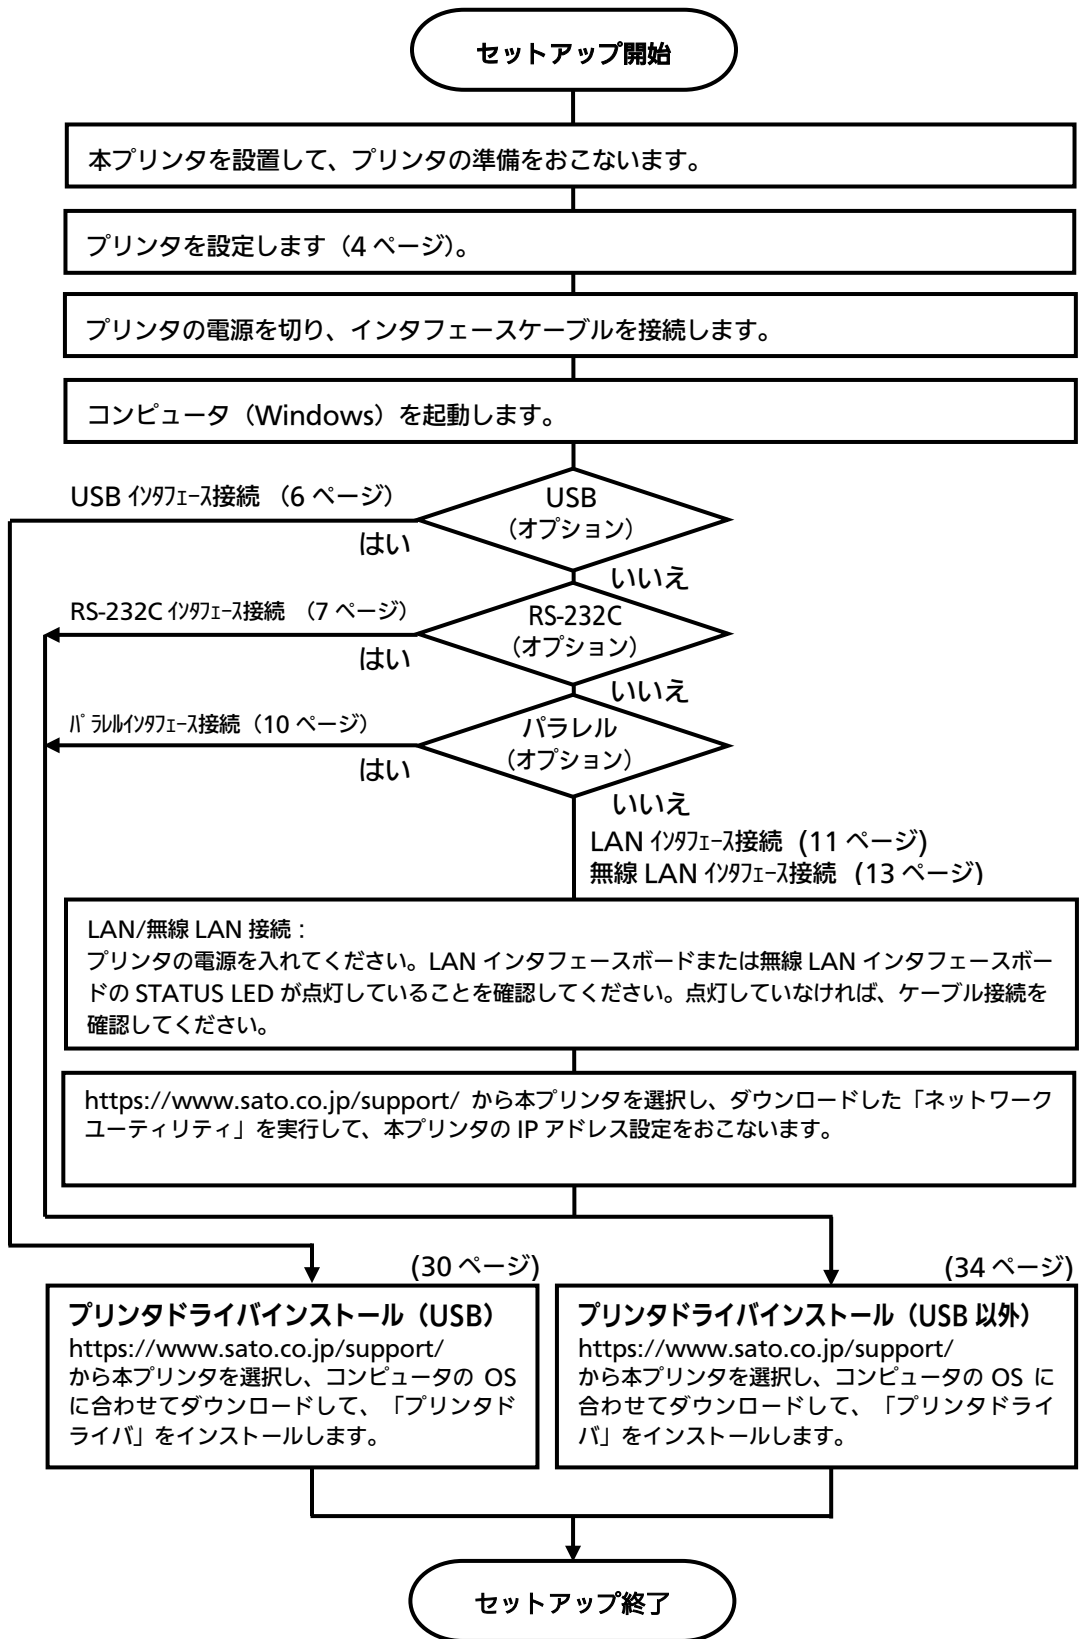 セットアップ開始
本プリンタを設置して、プリンタの準備をおこないます。
プリンタを設定します（4 ページ）。
プリンタの電源を切り、インタフェースケーブルを接続します。
コンピュータ（Windows）を起動します。
USB ｲﾝﾀﾌｪｰｽ接続 （6 ページ）
USB
（オプション）
はい
いいえ
RS-232C ｲﾝﾀﾌｪｰｽ接続 （7 ページ）
RS-232C
（オプション）
はい
いいえ
ﾊﾟﾗﾚﾙｲﾝﾀﾌｪｰｽ接続（10 ページ）
パラレル
（オプション）
はい
いいえ
LAN ｲﾝﾀﾌｪｰｽ接続 (11 ページ)
無線 LAN ｲﾝﾀﾌｪｰｽ接続 (13 ページ)
LAN/無線 LAN 接続：
プリンタの電源を入れてください。LAN インタフェースボードまたは無線 LAN インタフェースボー
ドの STATUS LED が点灯していることを確認してください。点灯していなければ、ケーブル接続を
確認してください。
https://www.sato.co.jp/support/ から本プリンタを選択し、ダウンロードした「ネットワーク
ユーティリティ」を実行して、本プリンタの IP アドレス設定をおこないます。
(30 ページ)
プリンタドライバインストール（USB）
https://www.sato.co.jp/support/
から本プリンタを選択し、コンピュータの OS
に合わせてダウンロードして、「プリンタド
ライバ」をインストールします。
(34 ページ)
プリンタドライバインストール（USB 以外）
https://www.sato.co.jp/support/
から本プリンタを選択し、コンピュータの OS に
合わせてダウンロードして、「プリンタドライ
バ」をインストールします。
セットアップ終了